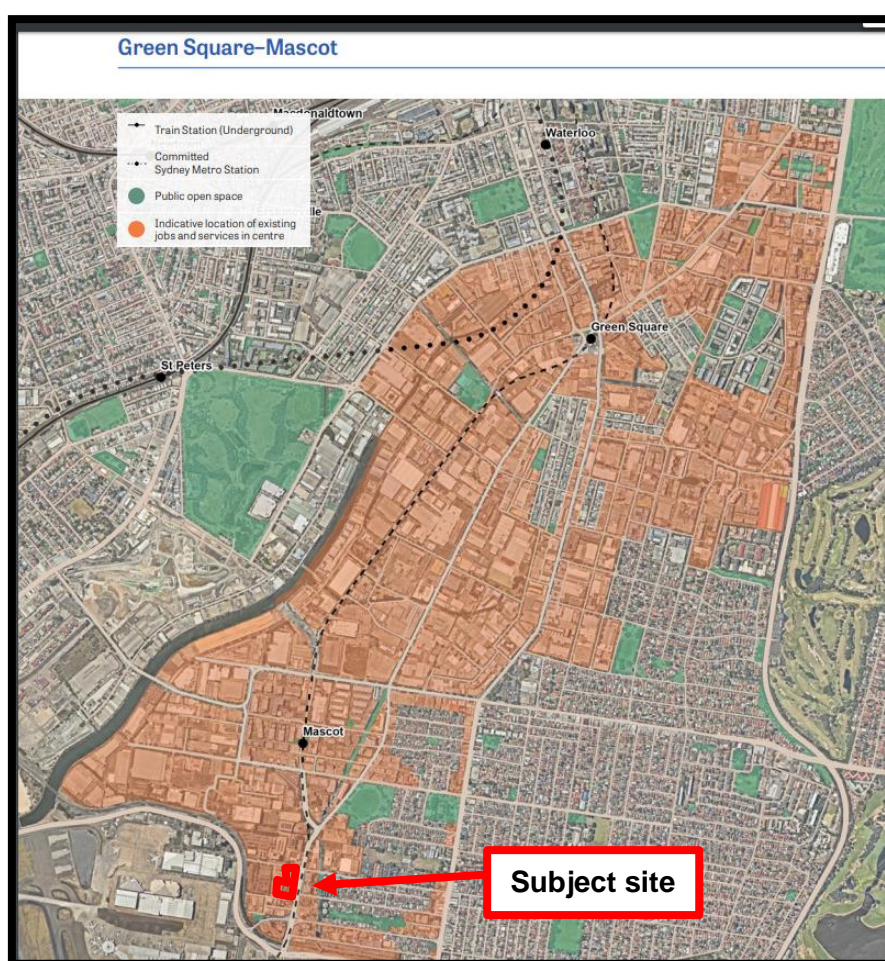 Green Square–Mascot
Macdonaldtown
Train Station (Underground)
Committed
Sydney Metro Station
Public open space
Indicative location of existing
jobs and services in centre
Waterloo
Green Square
St Peters
Mascot
Subject site